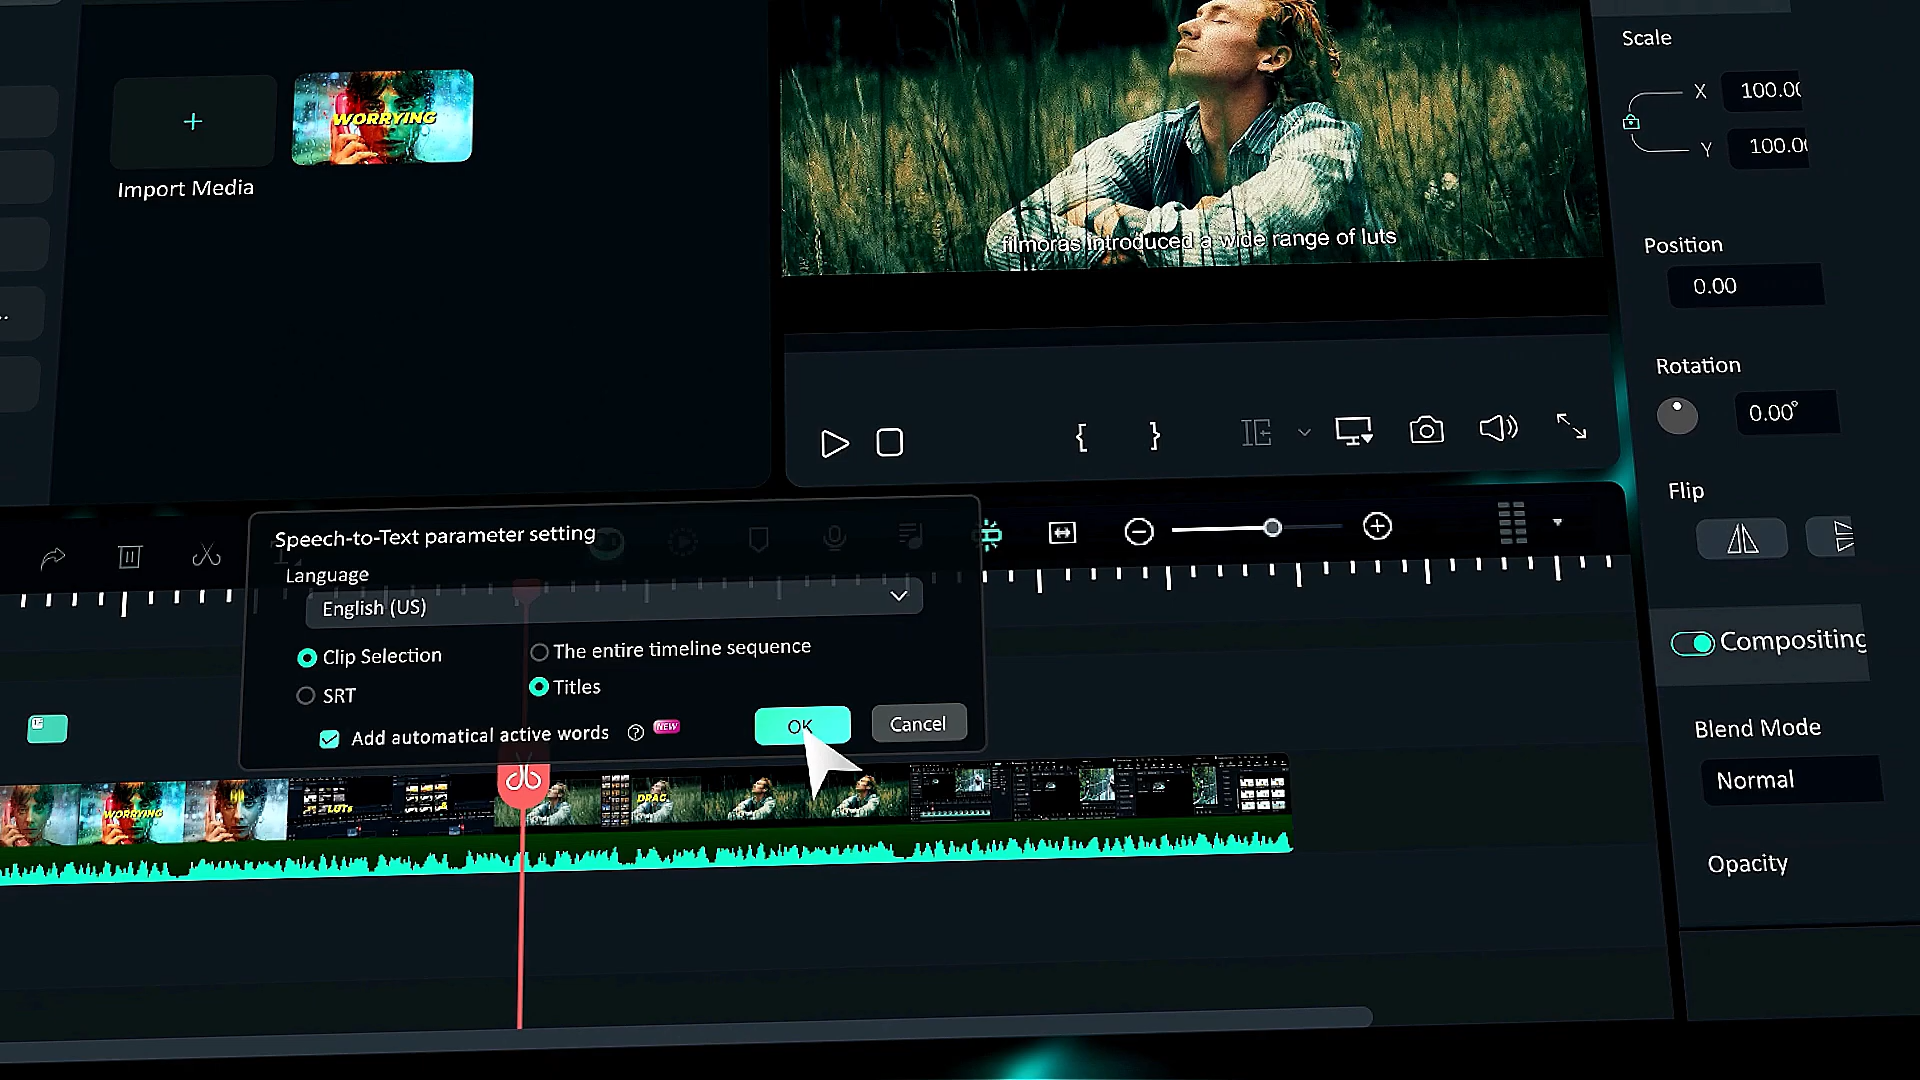 Scale
X 100.0
Y 100.0
WORRYING
Import Media
filmoras introduced a wide range of luts
Position
0.00
Rotation
0.00°
Flip
Speech-to-Text parameter setting
Language
English (US)
Clip Selection
The entire timeline sequence
SRT
Titles
Add automatical active words
?
NEW
OK
Cancel
Compositing
Blend Mode
Normal
Opacity
WORRYING
LUTs
DRAG